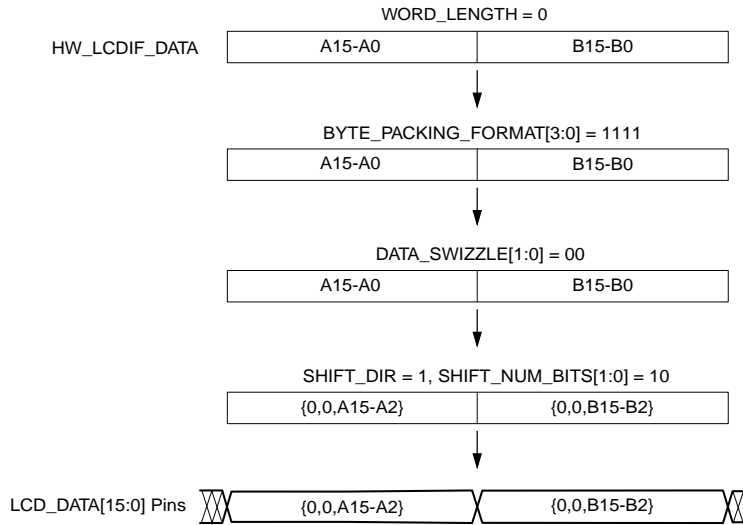 WORD_LENGTH = 0
HW_LCDIF_DATA A15-A0 B15-B0
BYTE_PACKING_FORMAT[3:0] = 1111
A15-A0 B15-B0
DATA_SWIZZLE[1:0] = 00
A15-A0 B15-B0
SHIFT_DIR = 1, SHIFT_NUM_BITS[1:0] = 10
{0,0,A15-A2} {0,0,B15-B2}
LCD_DATA[15:0] Pins {0,0,A15-A2} {0,0,B15-B2}